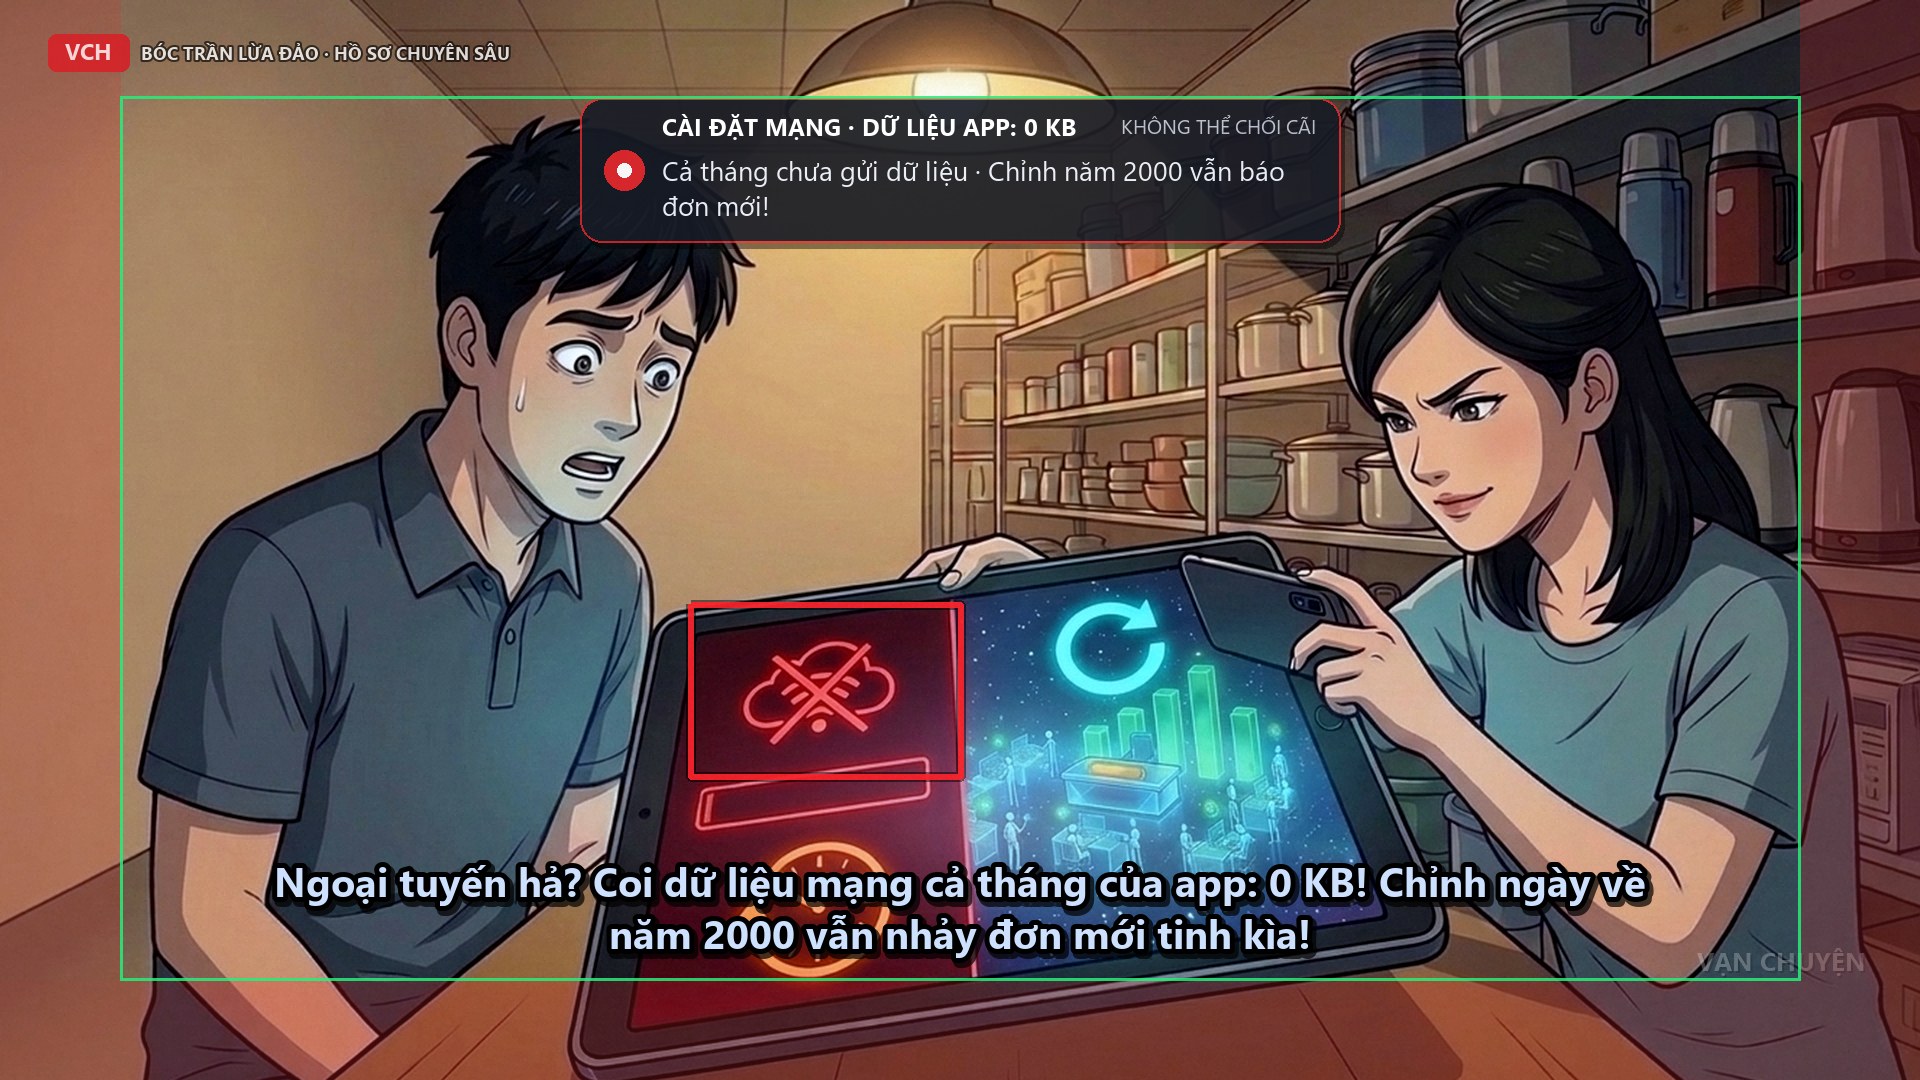 VCH BÓC TRẦN LỪA ĐẢO · HỒ SƠ CHUYÊN SÂU
CÀI ĐẶT MẠNG · DỮ LIỆU APP: 0 KB KHÔNG THỂ CHỐI CÃI
Cả tháng chưa gửi dữ liệu · Chỉnh năm 2000 vẫn báo
đơn mới!
Ngoại tuyến hả? Coi dữ liệu mạng cả tháng của app: 0 KB! Chỉnh ngày về
năm 2000 vẫn nhảy đơn mới tinh kìa!
VẠN CHUYỆN